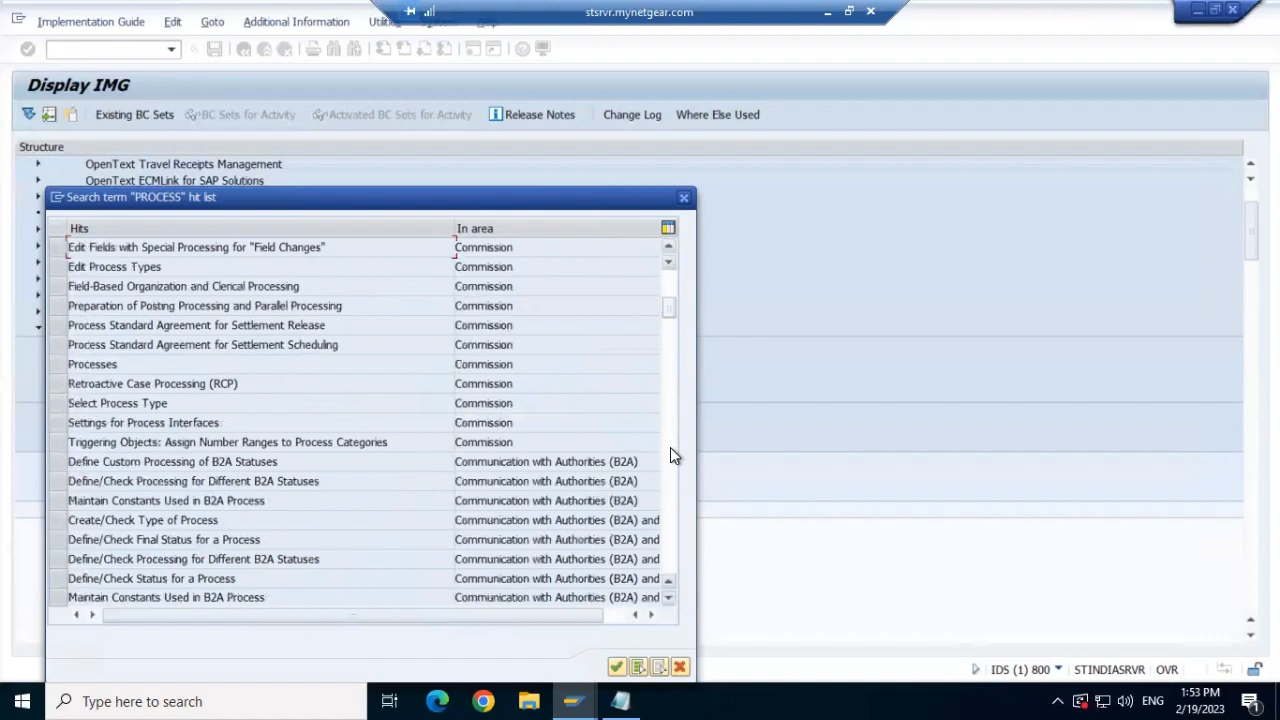 stsrvr.mynetgear.com
Implementation Guide Edit Goto Additional Information
Display IMG
Existing BC Sets BC Sets for Activity Activated BC Sets for Activity Release Notes Change Log Where Else Used
Structure
OpenText Travel Receipts Management
OpenText ECMLink for SAP Solutions
Search term "PROCESS" hit list
Hits In area
Edit Fields with Special Processing for "Field Changes" Commission
Edit Process Types Commission
Field-Based Organization and Clerical Processing Commission
Preparation of Posting Processing and Parallel Processing Commission
Process Standard Agreement for Settlement Release Commission
Process Standard Agreement for Settlement Scheduling Commission
Processes Commission
Retroactive Case Processing (RCP) Commission
Select Process Type Commission
Settings for Process Interfaces Commission
Triggering Objects: Assign Number Ranges to Process Categories Commission
Define Custom Processing of B2A Statuses Communication with Authorities (B2A)
Define/Check Processing for Different B2A Statuses Communication with Authorities (B2A)
Maintain Constants Used in B2A Process Communication with Authorities (B2A)
Create/Check Type of Process Communication with Authorities (B2A) and
Define/Check Final Status for a Process Communication with Authorities (B2A) and
Define/Check Processing for Different B2A Statuses Communication with Authorities (B2A) and
Define/Check Status for a Process Communication with Authorities (B2A) and
Maintain Constants Used in B2A Process Communication with Authorities (B2A) and
IDS (1) 800 STINDIASRVR OVR
Type here to search
ENG
1:53 PM
2/19/2023
1